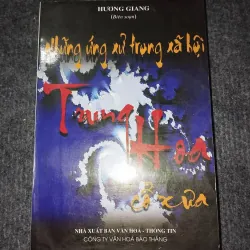 HƯƠNG GIANG
(Biên soạn)
những ứng xử trong xã hội
Trung
Hoa
cổ xưa
NHÀ XUẤT BẢN VĂN HOÁ - THÔNG TIN
CÔNG TY VĂN HOÁ BẢO THẮNG